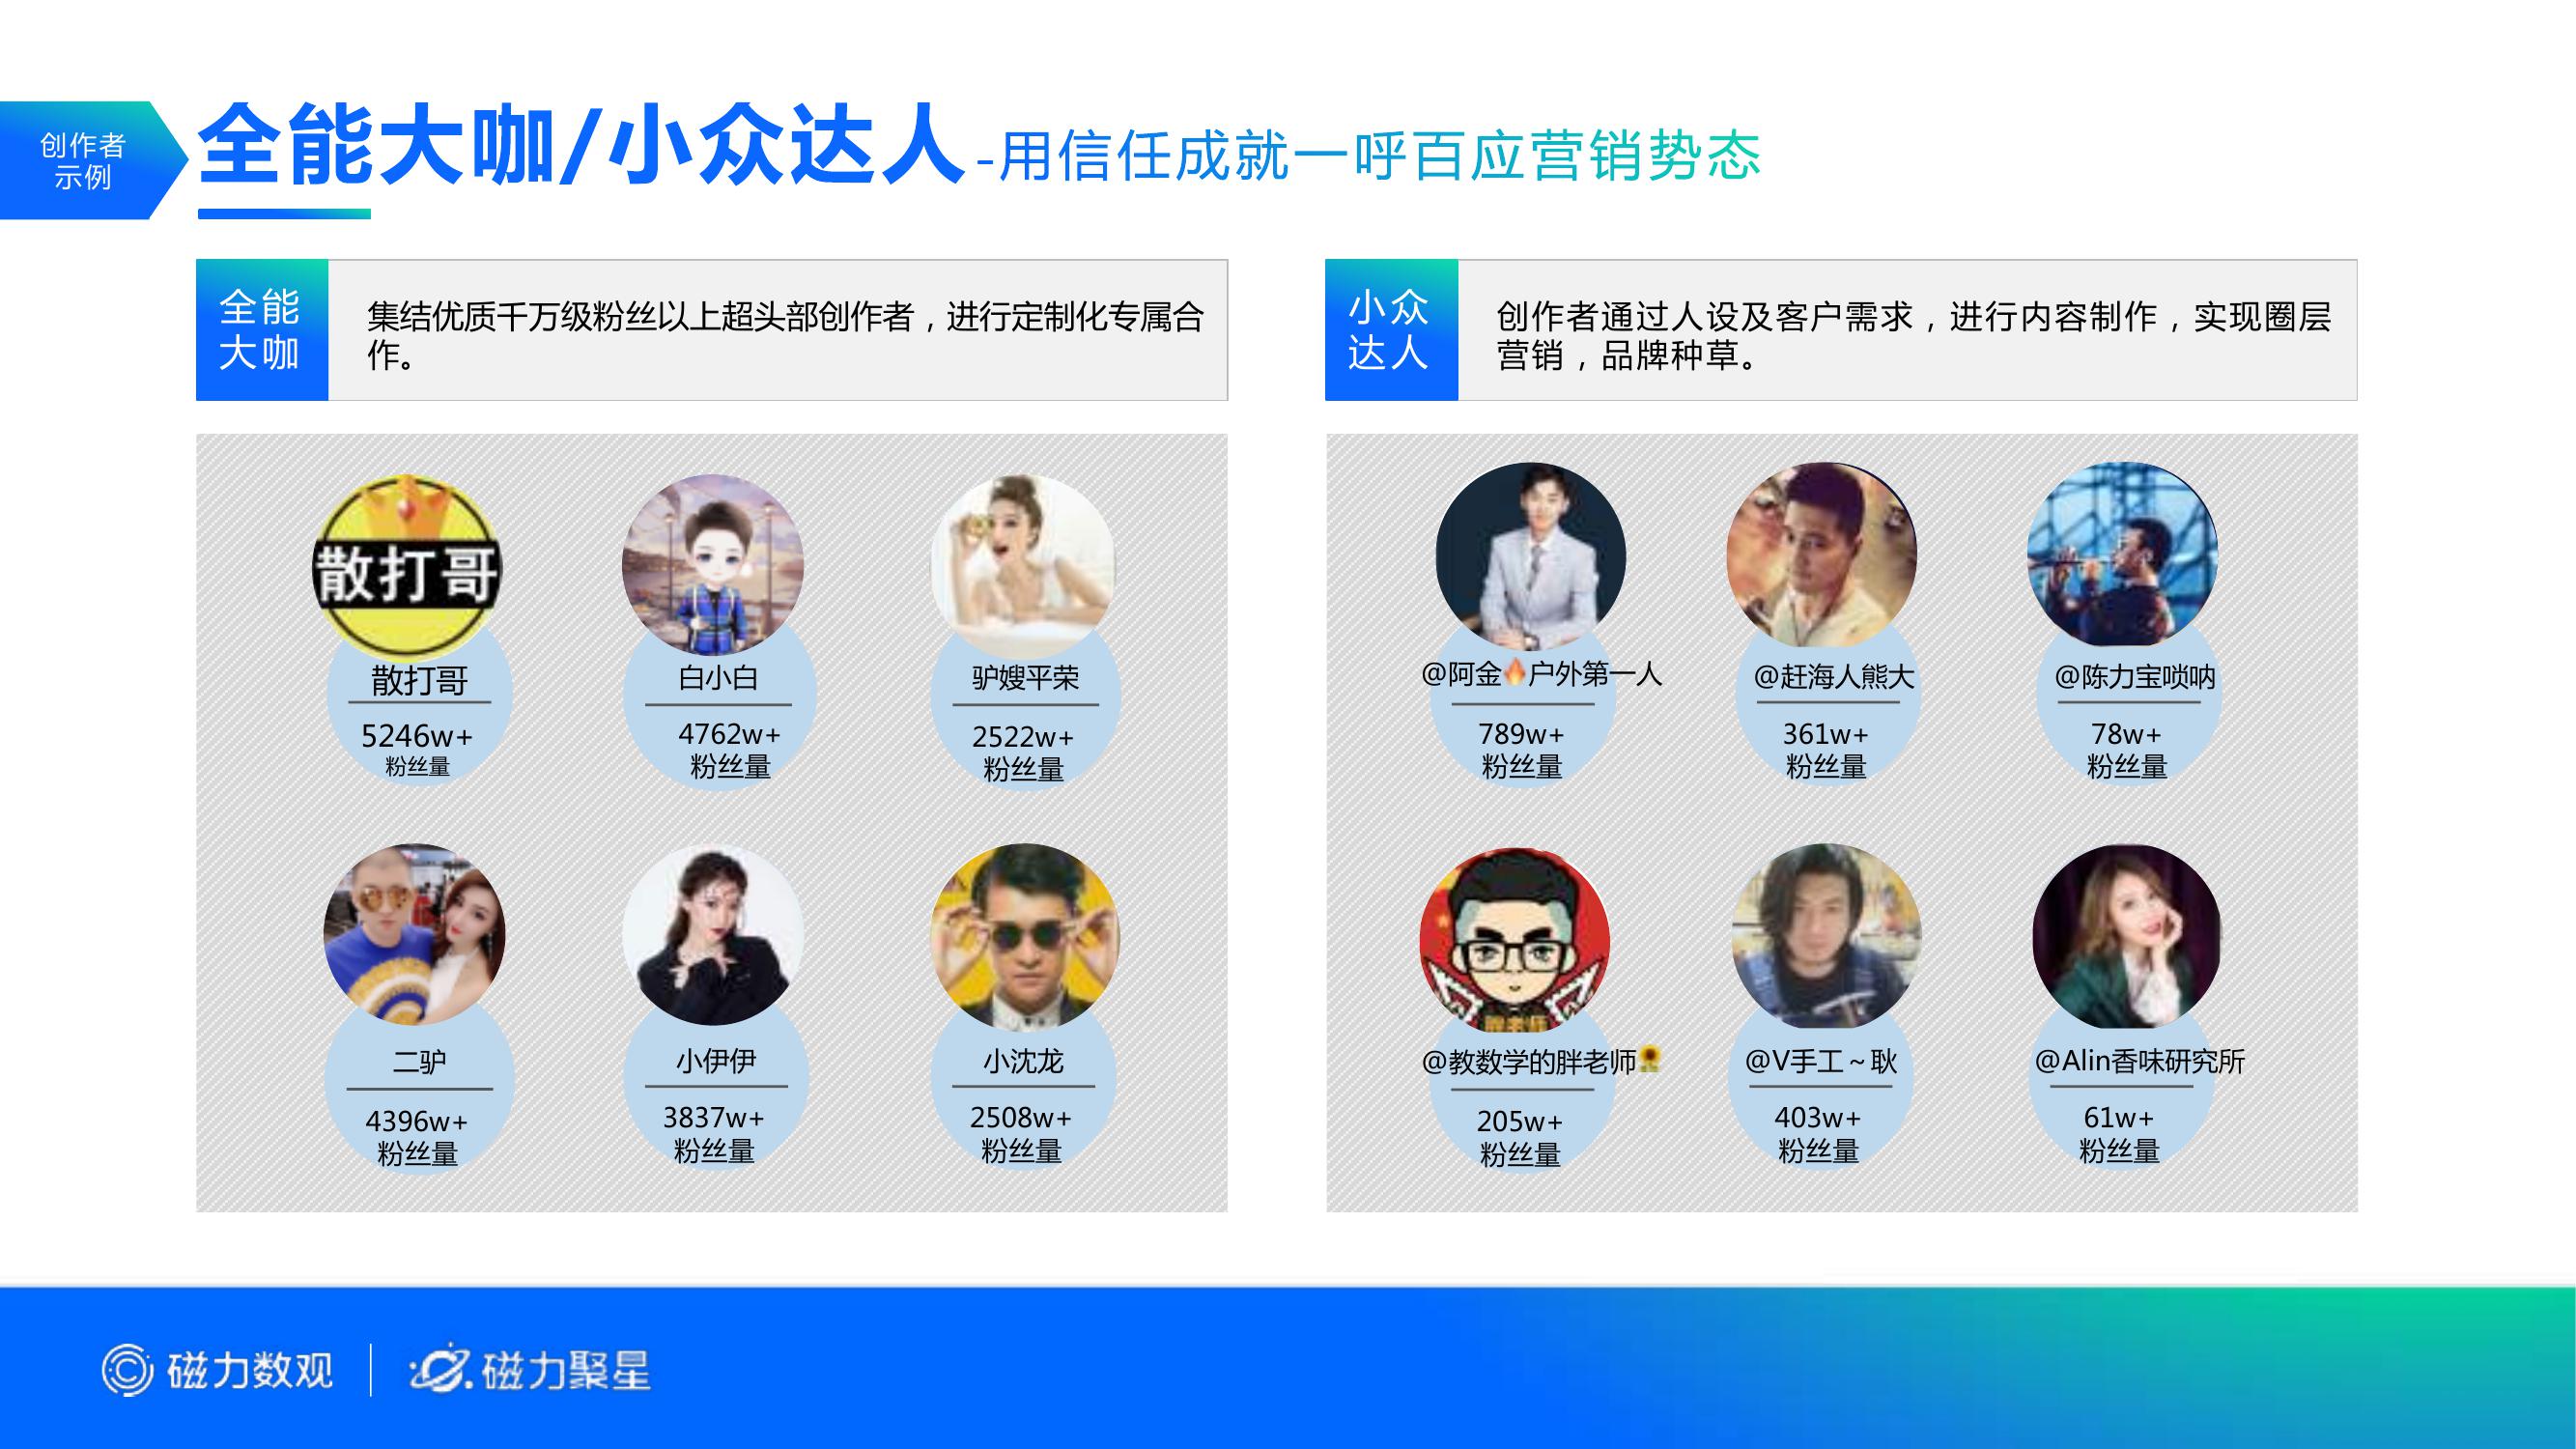 创作者
示例
全能大咖/小众达人-用信任成就一呼百应营销势态
全能
大咖
集结优质千万级粉丝以上超头部创作者，进行定制化专属合
作。
小众
达人
创作者通过人设及客户需求，进行内容制作，实现圈层
营销，品牌种草。
散打哥
散打哥
5246w+
粉丝量
白小白
4762w+
粉丝量
驴嫂平荣
2522w+
粉丝量
二驴
4396w+
粉丝量
小伊伊
3837w+
粉丝量
小沈龙
2508w+
粉丝量
@阿金🔥户外第一人
789w+
粉丝量
@赶海人熊大
361w+
粉丝量
@陈力宝唢呐
78w+
粉丝量
@教数学的胖老师🌻
205w+
粉丝量
@V手工～耿
403w+
粉丝量
@Alin香味研究所
61w+
粉丝量
磁力数观
磁力聚星